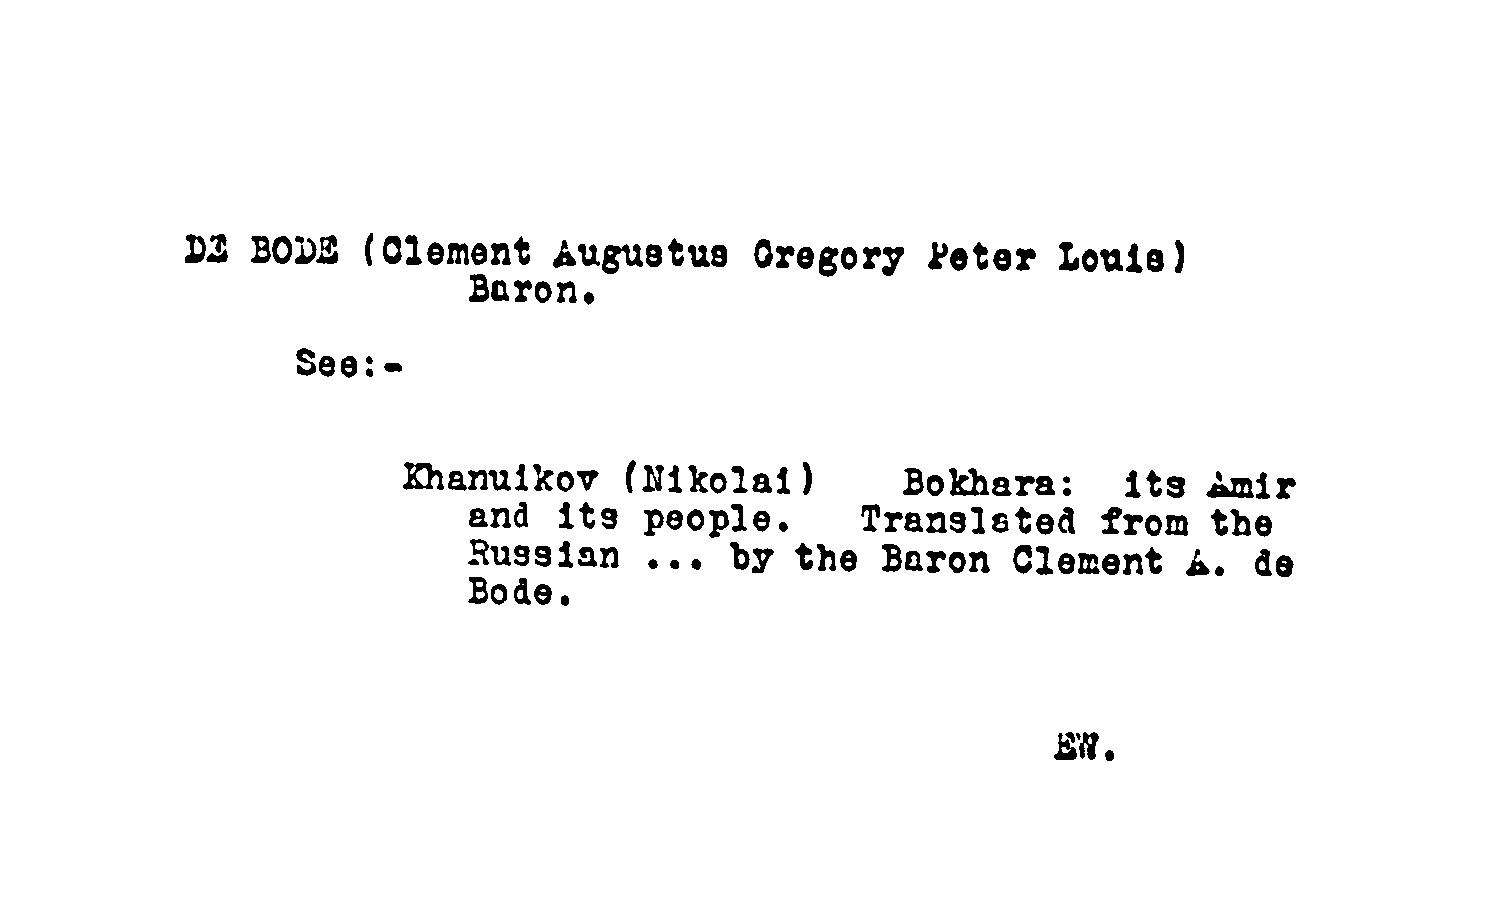 DE BODE (Clement Augustus Gregory Peter Louis)
Baron.
See:-
Khanuikov (Nikolai) Bokhara: its Amir
and its people. Translated from the
Russian ... by the Baron Clement A. de
Bode.
EW.